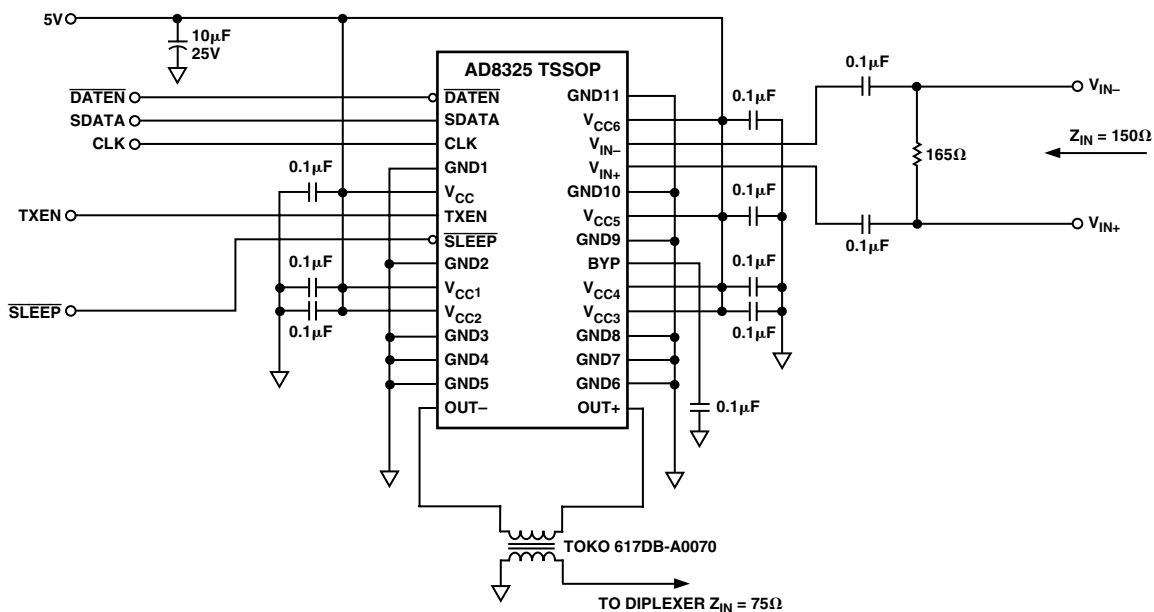 5V
10μF
25V
AD8325 TSSOP
DATEN
SDATA
CLK
TXEN
SLEEP
0.1μF
0.1μF
0.1μF
DATEN
SDATA
CLK
GND1
VCC
TXEN
SLEEP
GND2
VCC1
VCC2
GND3
GND4
GND5
OUT–
GND11
VCC6
VIN–
VIN+
GND10
VCC5
GND9
BYP
VCC4
VCC3
GND8
GND7
GND6
OUT+
0.1μF
0.1μF
0.1μF
0.1μF
0.1μF
0.1μF
0.1μF
165Ω
VIN–
ZIN = 150Ω
VIN+
TOKO 617DB-A0070
TO DIPLEXER ZIN = 75Ω